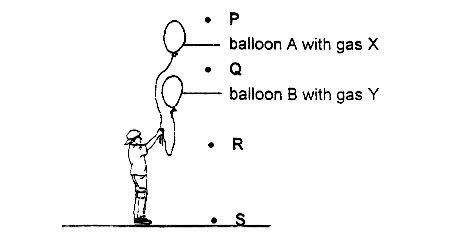 P
balloon A with gas X
Q
balloon B with gas Y
R
S